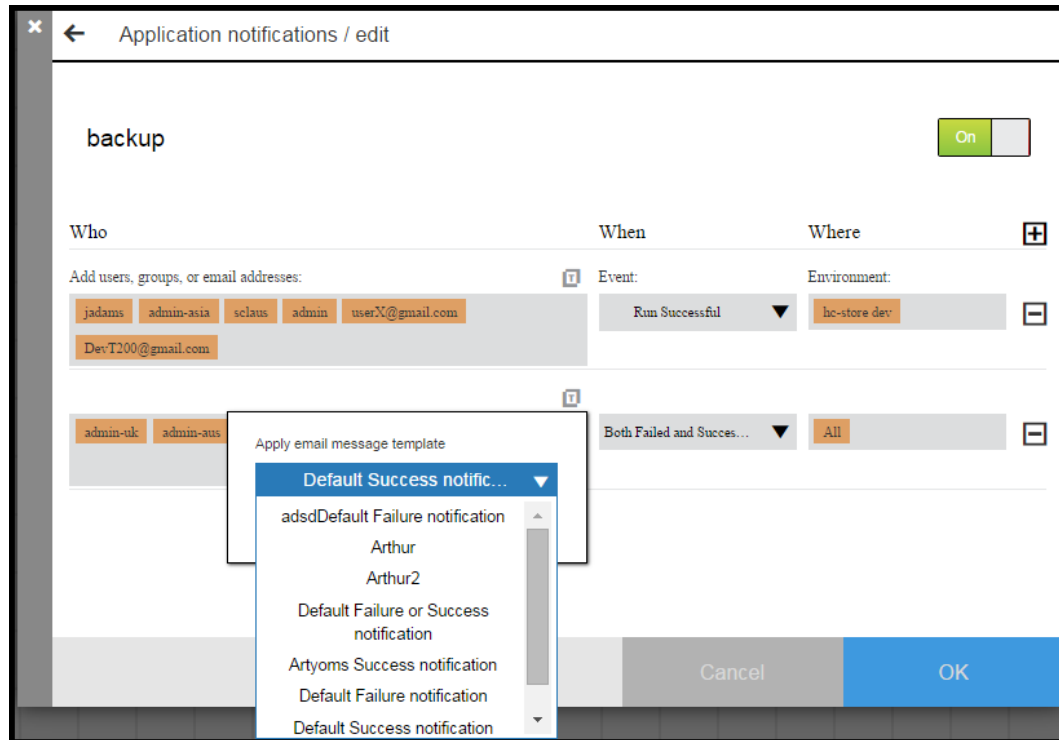 Application notifications / edit
backup
On
Who When Where
Add users, groups, or email addresses: T Event: Environment:
jadams admin-asia sclaus admin userX@gmail.com Run Successful hc-store dev
DevT200@gmail.com
T
admin-uk admin-aus Both Failed and Succes... All
Apply email message template
Default Success notific...
adsdDefault Failure notification
Arthur
Arthur2
Default Failure or Success
notification
Artyoms Success notification
Default Failure notification
Default Success notification
Cancel OK